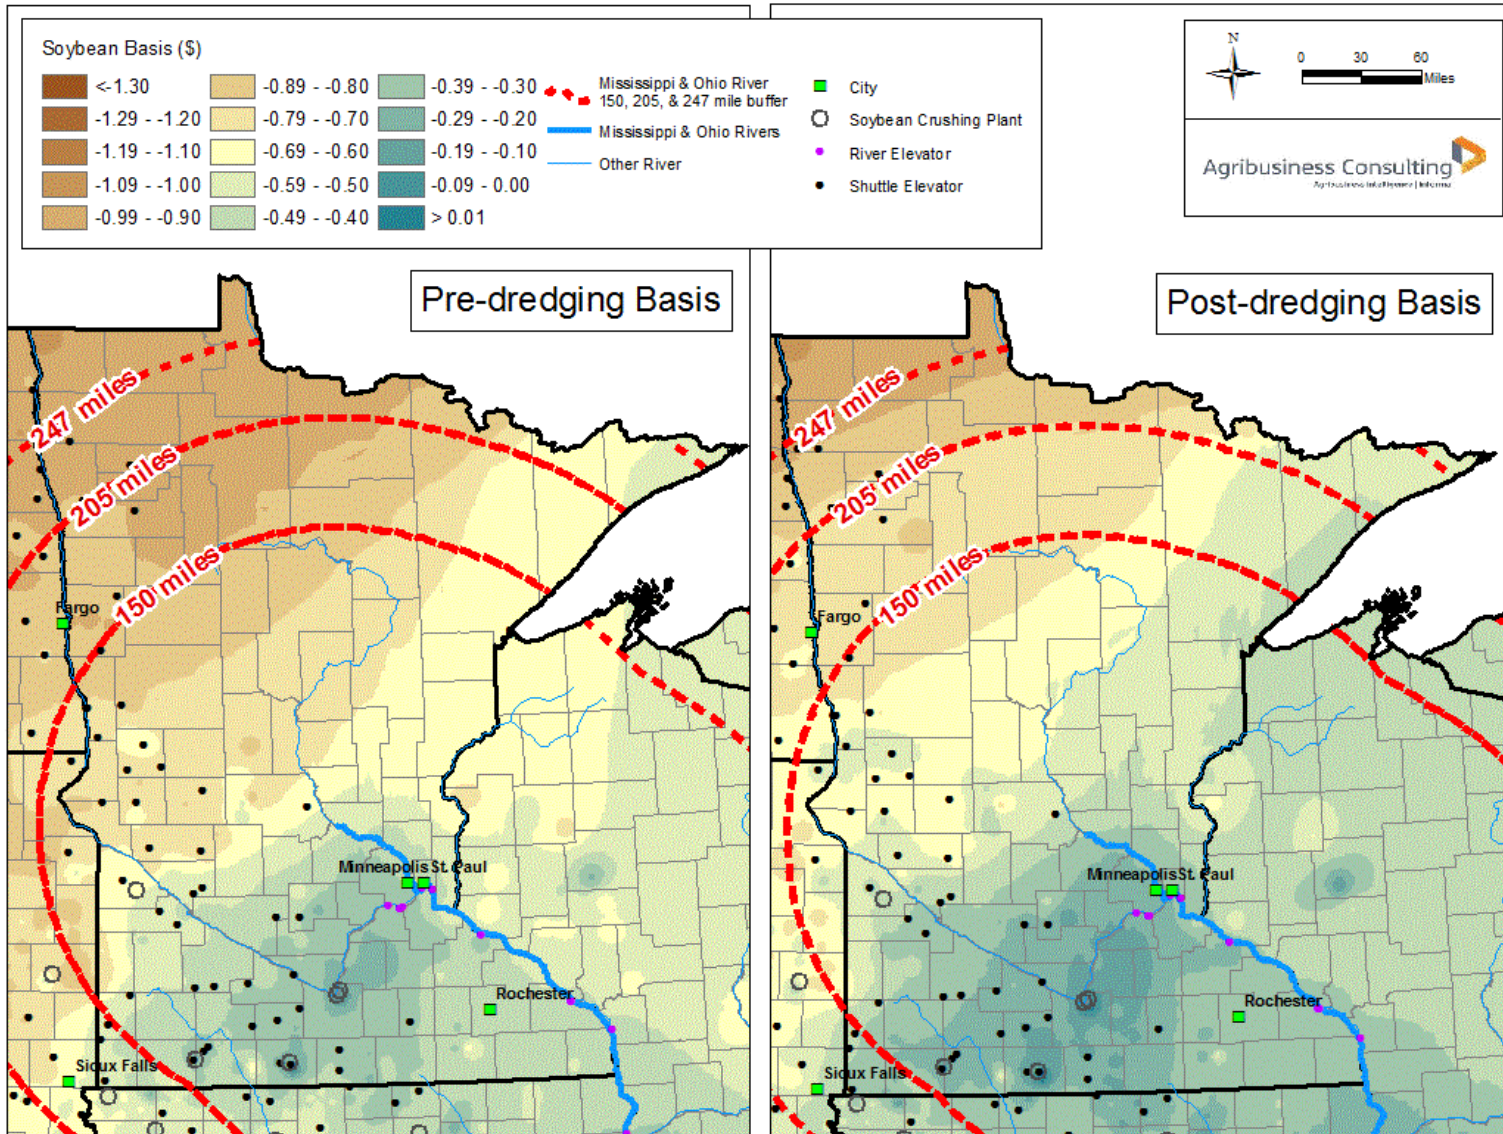 Soybean Basis ($)
<-1.30
-1.29 - -1.20
-1.19 - -1.10
-1.09 - -1.00
-0.99 - -0.90
-0.89 - -0.80
-0.79 - -0.70
-0.69 - -0.60
-0.59 - -0.50
-0.49 - -0.40
-0.39 - -0.30
-0.29 - -0.20
-0.19 - -0.10
-0.09 - 0.00
> 0.01
Mississippi & Ohio River
150, 205, & 247 mile buffer
Mississippi & Ohio Rivers
Other River
City
Soybean Crushing Plant
River Elevator
Shuttle Elevator
N
0 30 60
Miles
Agribusiness Consulting
Agribusiness Intelligence | Informa
Pre-dredging Basis
247 miles
205 miles
150 miles
Fargo
Minneapolis St. Paul
Rochester
Sioux Falls
Post-dredging Basis
247 miles
205 miles
150 miles
Fargo
Minneapolis St. Paul
Rochester
Sioux Falls